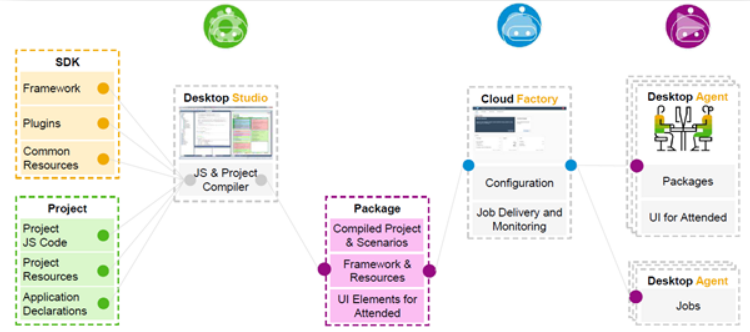 SDK
Framework
Plugins
Common
Resources
Project
Project
JS Code
Project
Resources
Application
Declarations
Desktop Studio
JS & Project
Compiler
Package
Compiled Project
& Scenarios
Framework &
Resources
UI Elements for
Attended
Cloud Factory
Configuration
Job Delivery and
Monitoring
Desktop Agent
Packages
UI for Attended
Desktop Agent
Jobs